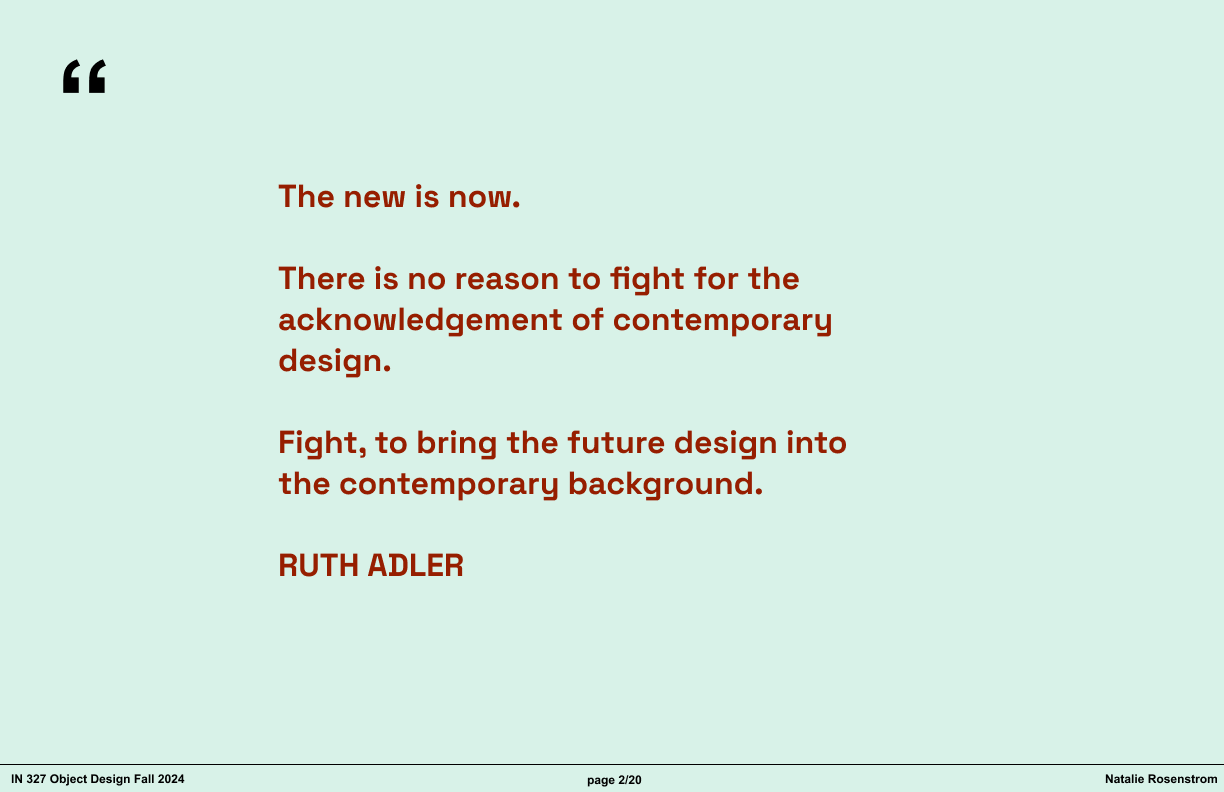 “
The new is now.
There is no reason to fight for the
acknowledgement of contemporary
design.
Fight, to bring the future design into
the contemporary background.
RUTH ADLER
IN 327 Object Design Fall 2024
page 2/20
Natalie Rosenstrom